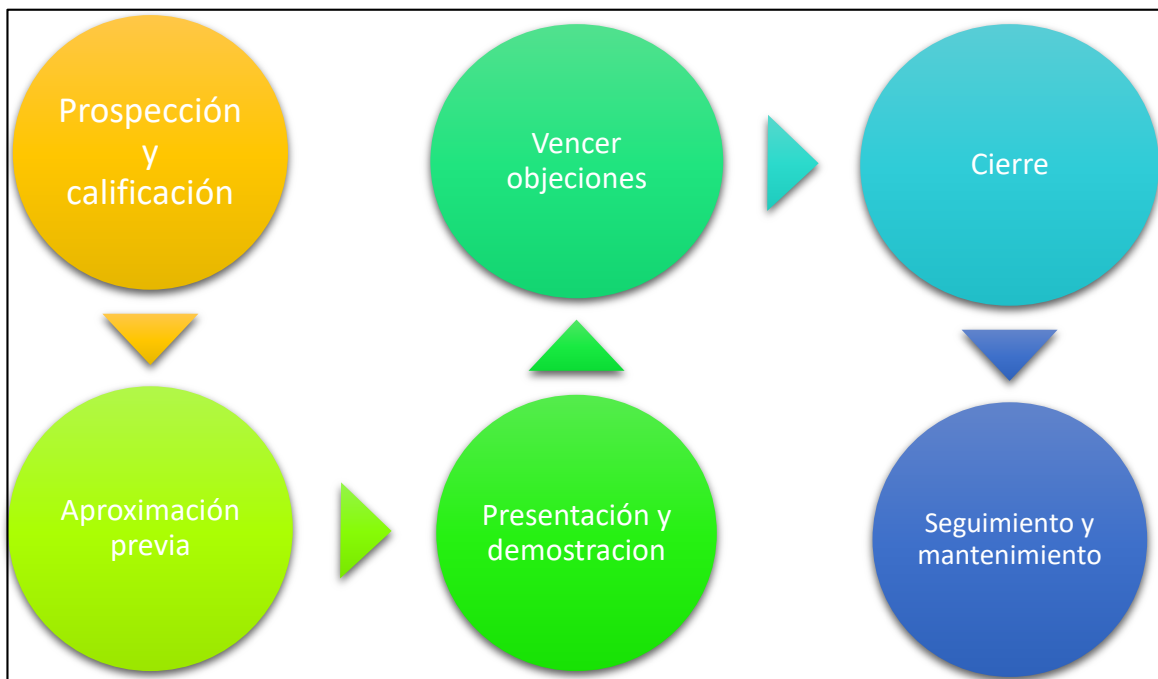 Prospección
y
calificación
Aproximación
previa
Presentación y
demostracion
Vencer
objeciones
Cierre
Seguimiento y
mantenimiento